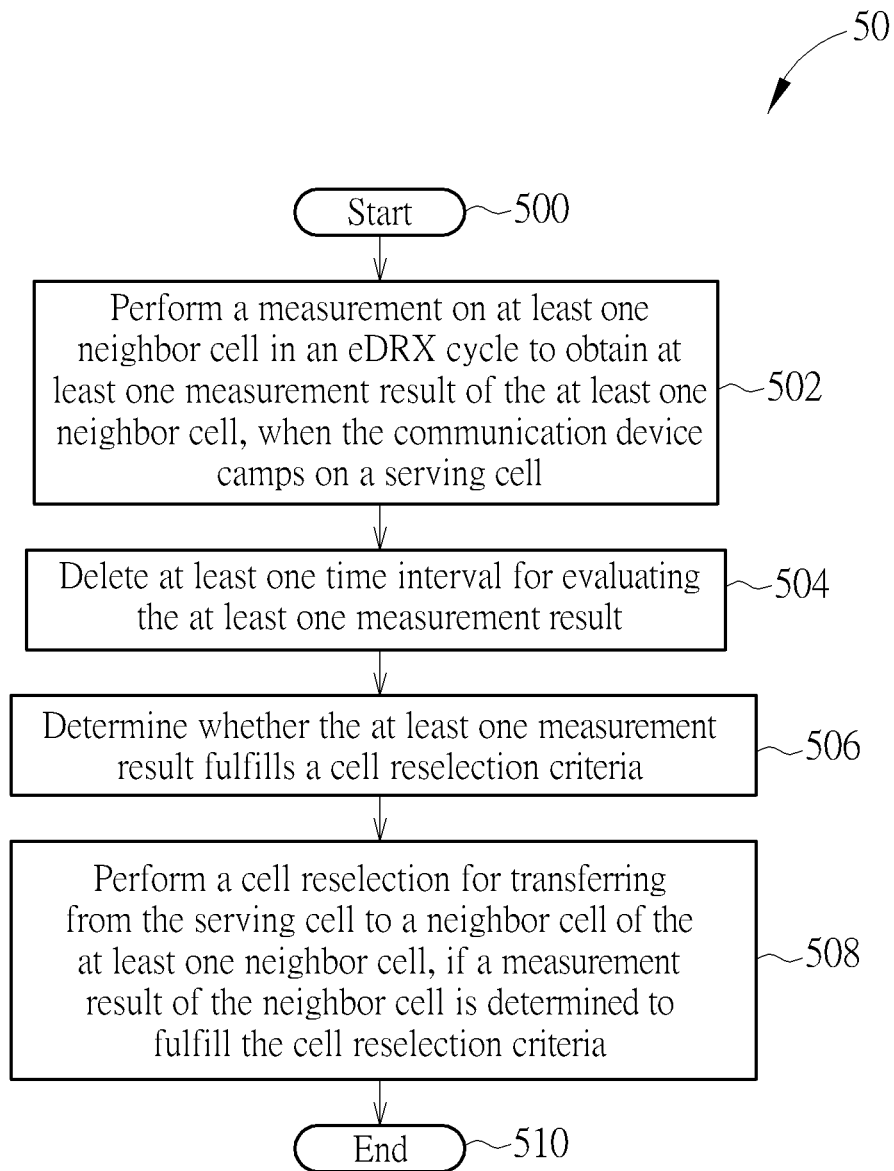 50
Start
500
Perform a measurement on at least one
neighbor cell in an eDRX cycle to obtain at
least one measurement result of the at least one
neighbor cell, when the communication device
camps on a serving cell
502
Delete at least one time interval for evaluating
the at least one measurement result
504
Determine whether the at least one measurement
result fulfills a cell reselection criteria
506
Perform a cell reselection for transferring
from the serving cell to a neighbor cell of the
at least one neighbor cell, if a measurement
result of the neighbor cell is determined to
fulfill the cell reselection criteria
508
End
510